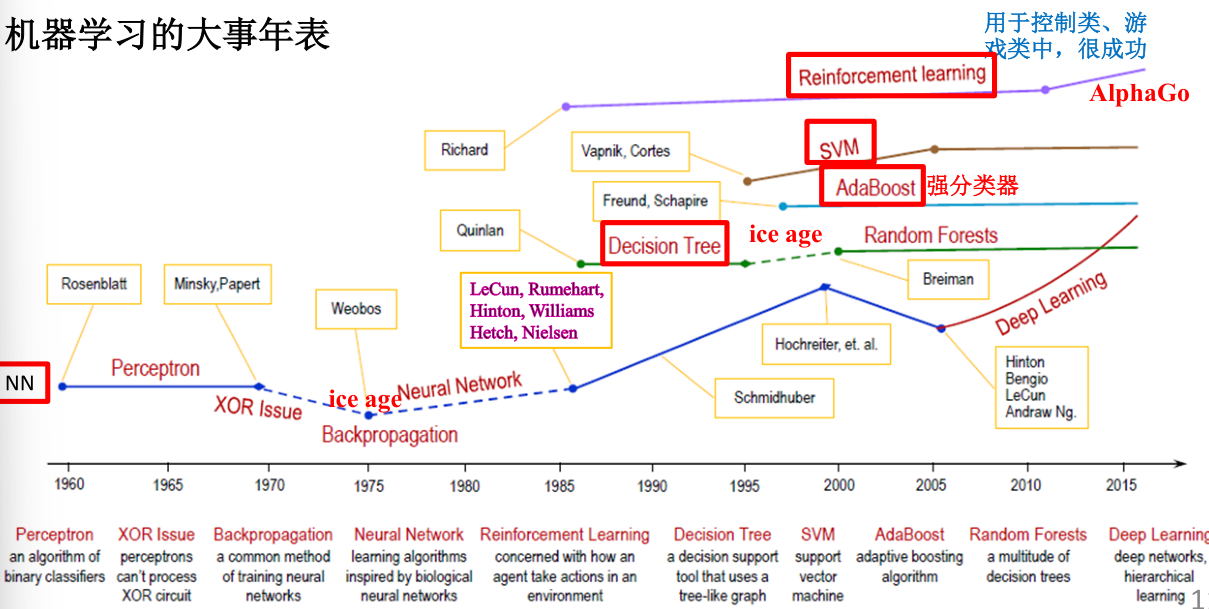 机器学习的大事年表
用于控制类、游
戏类中，很成功
Reinforcement learning
AlphaGo
Richard
Vapnik, Cortes
SVM
AdaBoost
强分类器
Freund, Schapire
Quinlan
Decision Tree
ice age
Random Forests
Rosenblatt
Minsky,Papert
Weobos
LeCun, Rumehart,
Hinton, Williams
Hetch, Nielsen
Breiman
Deep Learning
Hochreiter, et. al.
Hinton
Bengio
LeCun
Andraw Ng.
NN
Perceptron
XOR Issue
ice age
Neural Network
Backpropagation
Schmidhuber
1960 1965 1970 1975 1980 1985 1990 1995 2000 2005 2010 2015
Perceptron
an algorithm of
binary classifiers
XOR Issue
perceptrons
can't process
XOR circuit
Backpropagation
a common method
of training neural
networks
Neural Network
learning algorithms
inspired by biological
neural networks
Reinforcement Learning
concerned with how an
agent take actions in an
environment
Decision Tree
a decision support
tool that uses a
tree-like graph
SVM
support
vector
machine
AdaBoost
adaptive boosting
algorithm
Random Forests
a multitude of
decision trees
Deep Learning
deep networks,
hierarchical
learning